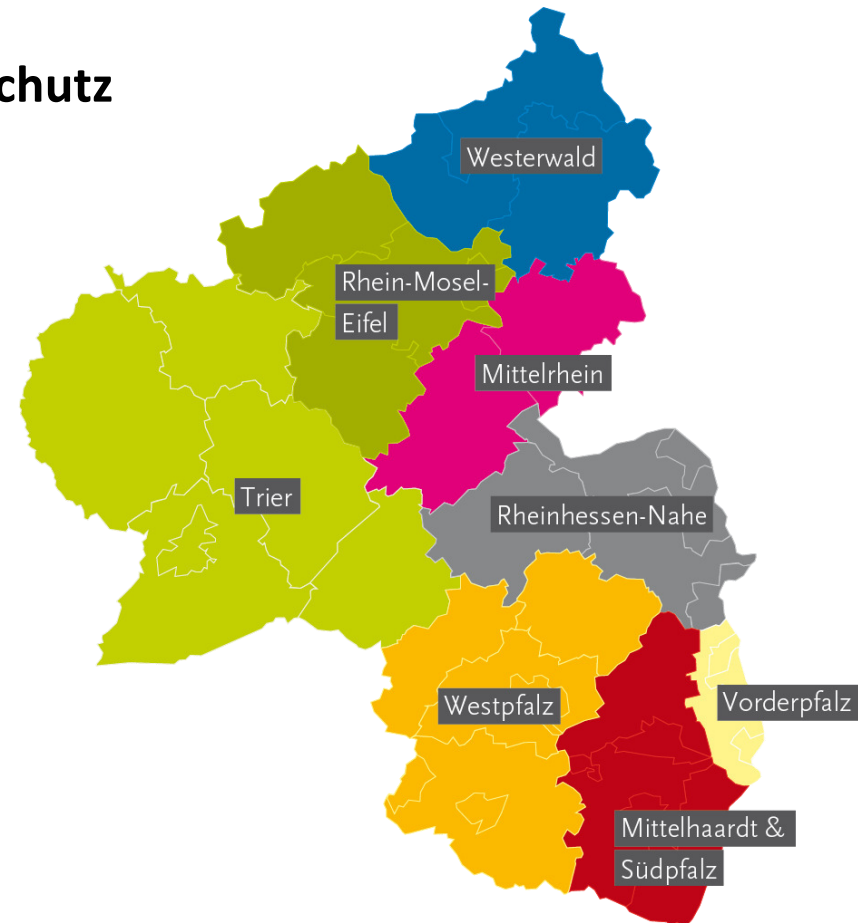 chutz
Westerwald
Rhein-Mosel-
Eifel
Mittelrhein
Trier
Rheinhessen-Nahe
Westpfalz
Vorderpfalz
Mittelhaardt &
Südpfalz